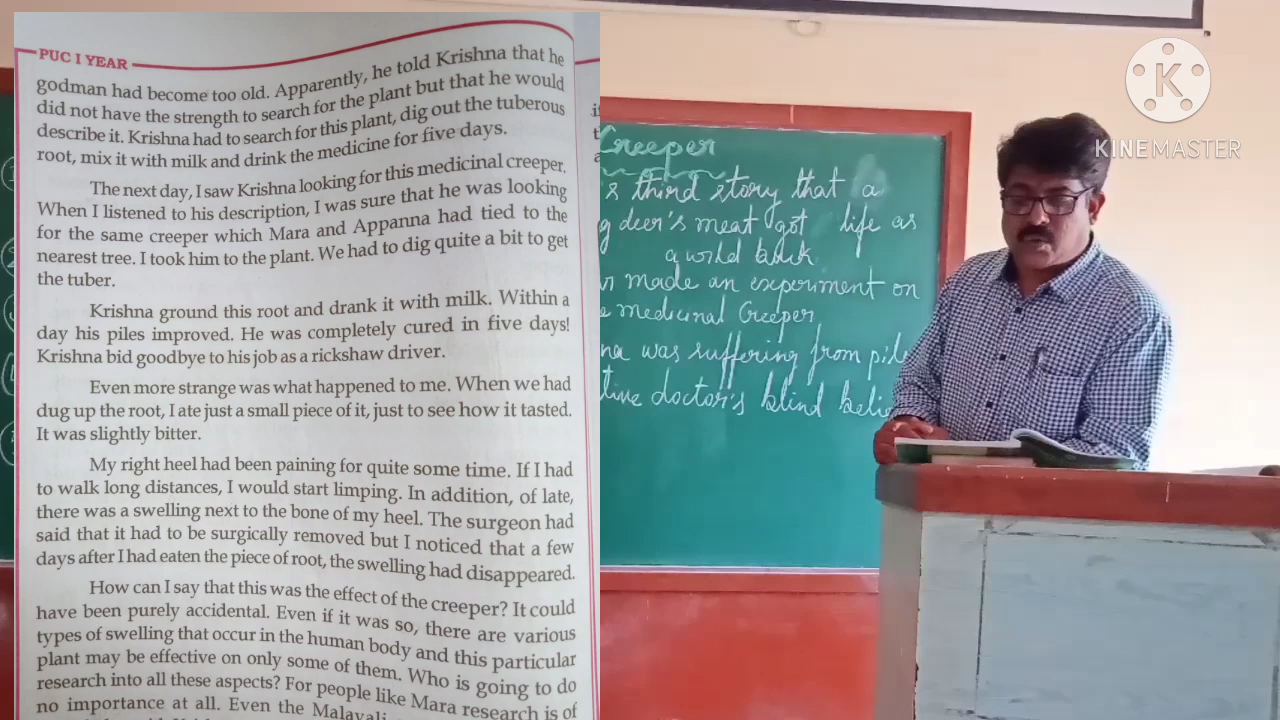 PUC I YEAR
godman had become too old. Apparently, he told Krishna that he
did not have the strength to search for the plant but that he would
describe it. Krishna had to search for this plant, dig out the tuberous
root, mix it with milk and drink the medicine for five days.
The next day, I saw Krishna looking for this medicinal creeper.
When I listened to his description, I was sure that he was looking
for the same creeper which Mara and Appanna had tied to the
nearest tree. I took him to the plant. We had to dig quite a bit to get
the tuber.
Krishna ground this root and drank it with milk. Within a
day his piles improved. He was completely cured in five days!
Krishna bid goodbye to his job as a rickshaw driver.
Even more strange was what happened to me. When we had
dug up the root, I ate just a small piece of it, just to see how it tasted.
It was slightly bitter.
My right heel had been paining for quite some time. If I had
to walk long distances, I would start limping. In addition, of late,
there was a swelling next to the bone of my heel. The surgeon had
said that it had to be surgically removed but I noticed that a few
days after I had eaten the piece of root, the swelling had disappeared.
How can I say that this was the effect of the creeper? It could
have been purely accidental. Even if it was so, there are various
types of swelling that occur in the human body and this particular
plant may be effective on only some of them. Who is going to do
research into all these aspects? For people like Mara research is of
no importance at all. Even the Malayali
Creeper
's third story that a
g deer's meat got life as
a wild buck
made an experiment on
medicinal Creeper
na was suffering from pile
tive doctor's blind belie
K
KINEMASTER